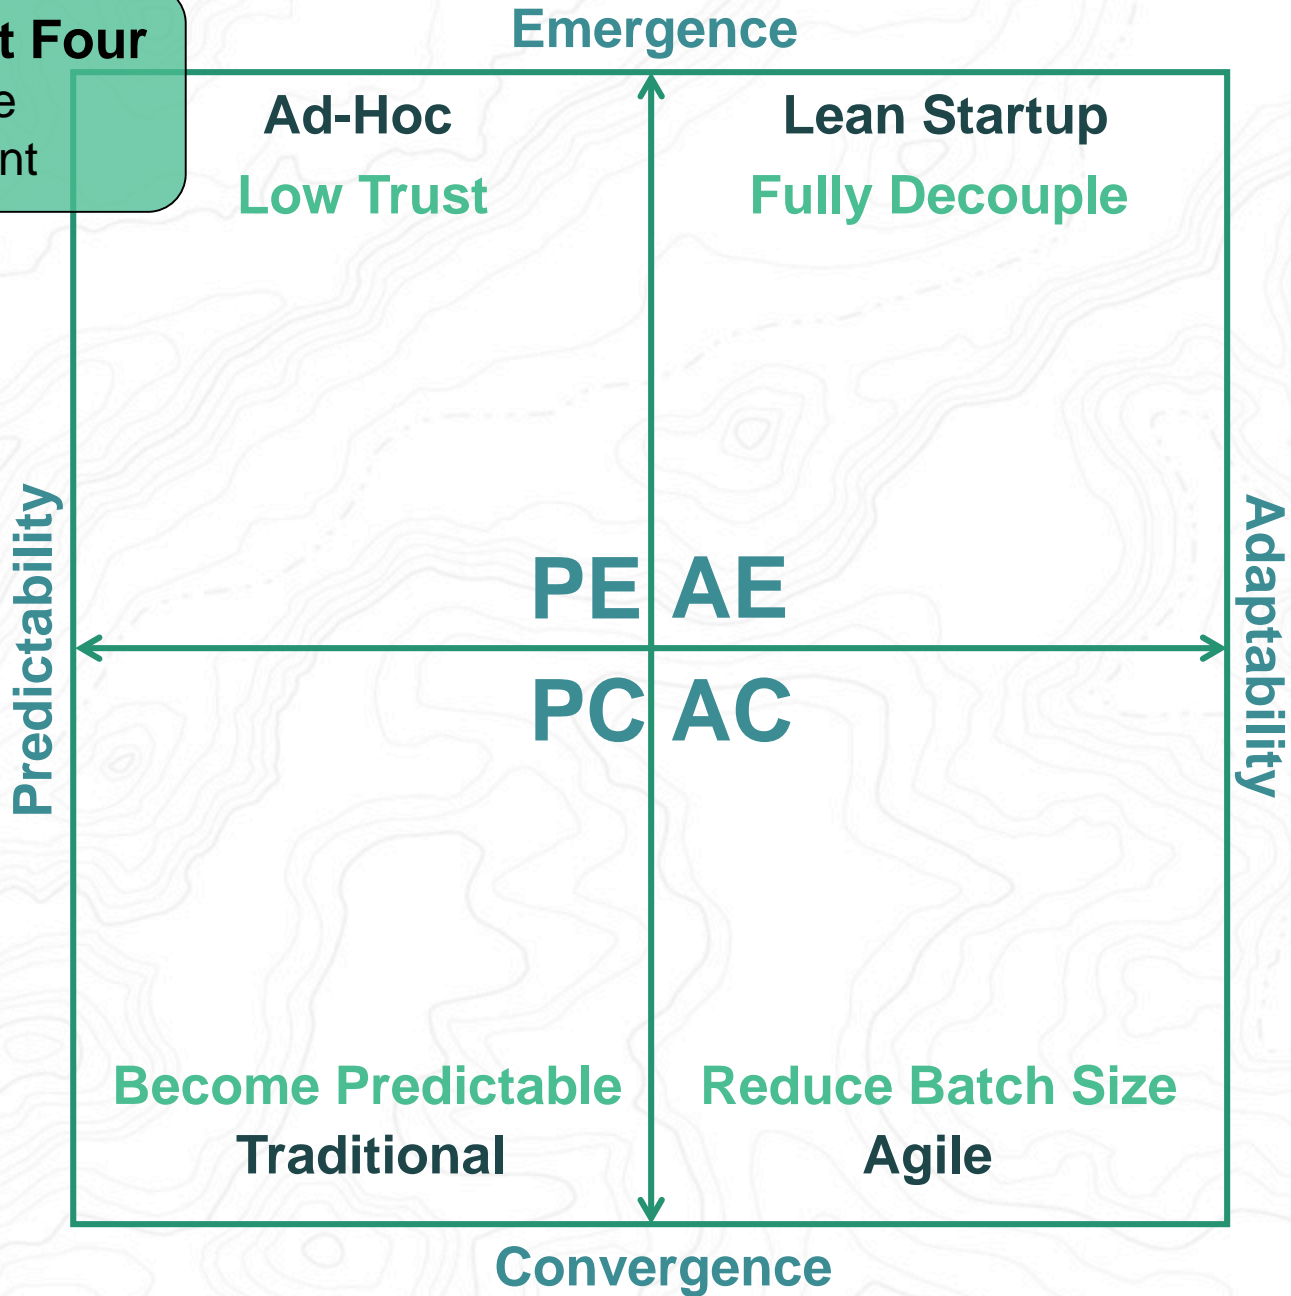 t Four
e
nt
Emergence
Ad-Hoc
Low Trust
Lean Startup
Fully Decouple
Predictability
Adaptability
PE AE
PC AC
Become Predictable
Traditional
Reduce Batch Size
Agile
Convergence